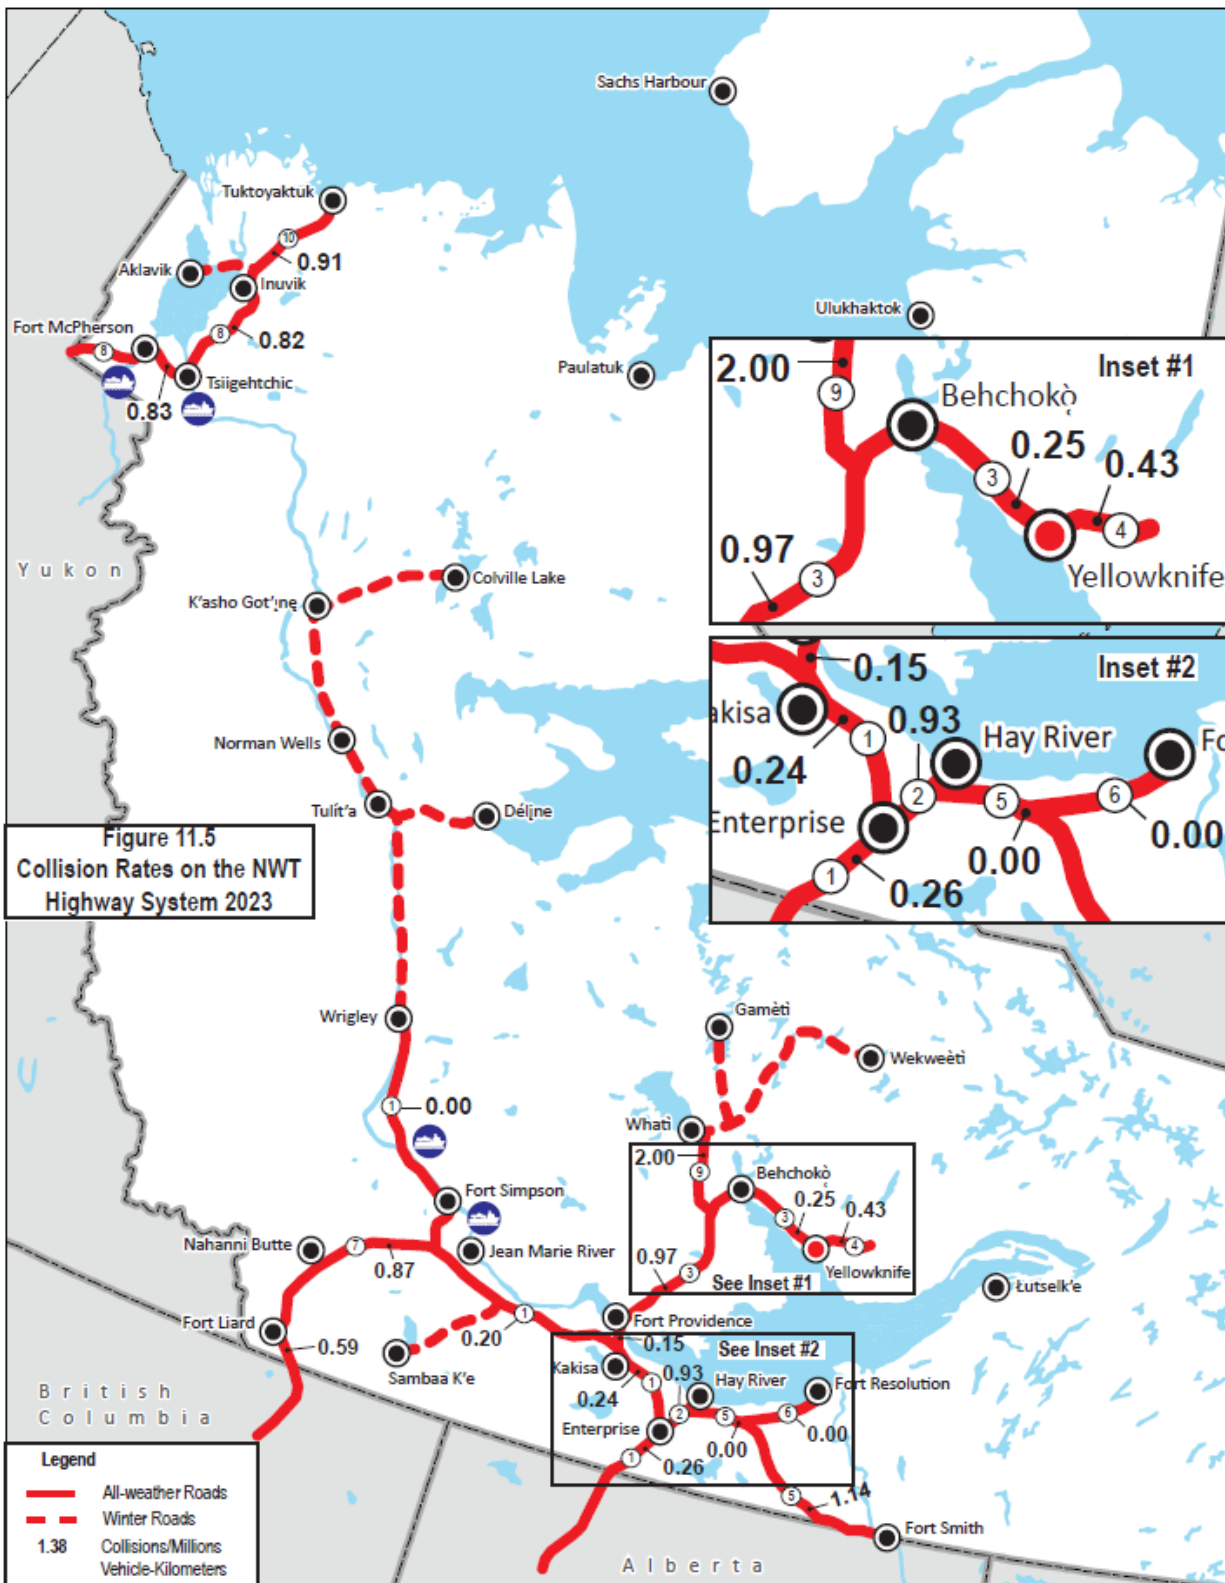 Sachs Harbour
Tuktoyaktuk
10
0.91
Aklavik
Inuvik
Ulukhaktok
Fort McPherson
8
8
0.82
Tsiigehtchic
0.83
Paulatuk
Inset #1
2.00
9
Behchokǫ̀
0.25
0.43
3
4
0.97
3
Yellowknife
Yukon
Colville Lake
K'asho Got'ı̨nę
Inset #2
0.15
akisa
0.93
Hay River
Fo
1
0.24
2
5
6
Enterprise
0.00
0.00
1
0.26
Norman Wells
Tulít'a
Délı̨ne
Figure 11.5
Collision Rates on the NWT
Highway System 2023
Wrigley
Gamètì
Wekweètì
1
0.00
Whatì
2.00
9
Behchokǫ̀
0.25
0.43
3
4
Yellowknife
0.97
3
See Inset #1
Fort Simpson
Nahanni Butte
7
0.87
Jean Marie River
Łutselk'e
Fort Liard
0.59
0.20
1
Fort Providence
0.15
See Inset #2
Sambaa K'e
Kakisa
0.93
Hay River
1
0.24
Fort Resolution
Enterprise
2
5
6
0.00
0.00
1
0.26
5
1.14
Fort Smith
British
Columbia
Alberta
Legend
All-weather Roads
Winter Roads
1.38
Collisions/Millions
Vehicle-Kilometers